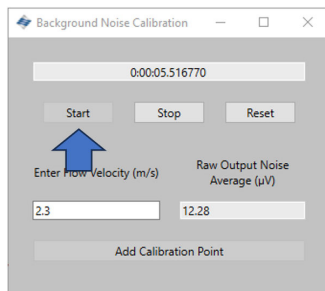 Background Noise Calibration
0:00:05.516770
Start Stop Reset
Enter Flow Velocity (m/s)
Raw Output Noise
Average (µV)
2.3 12.28
Add Calibration Point